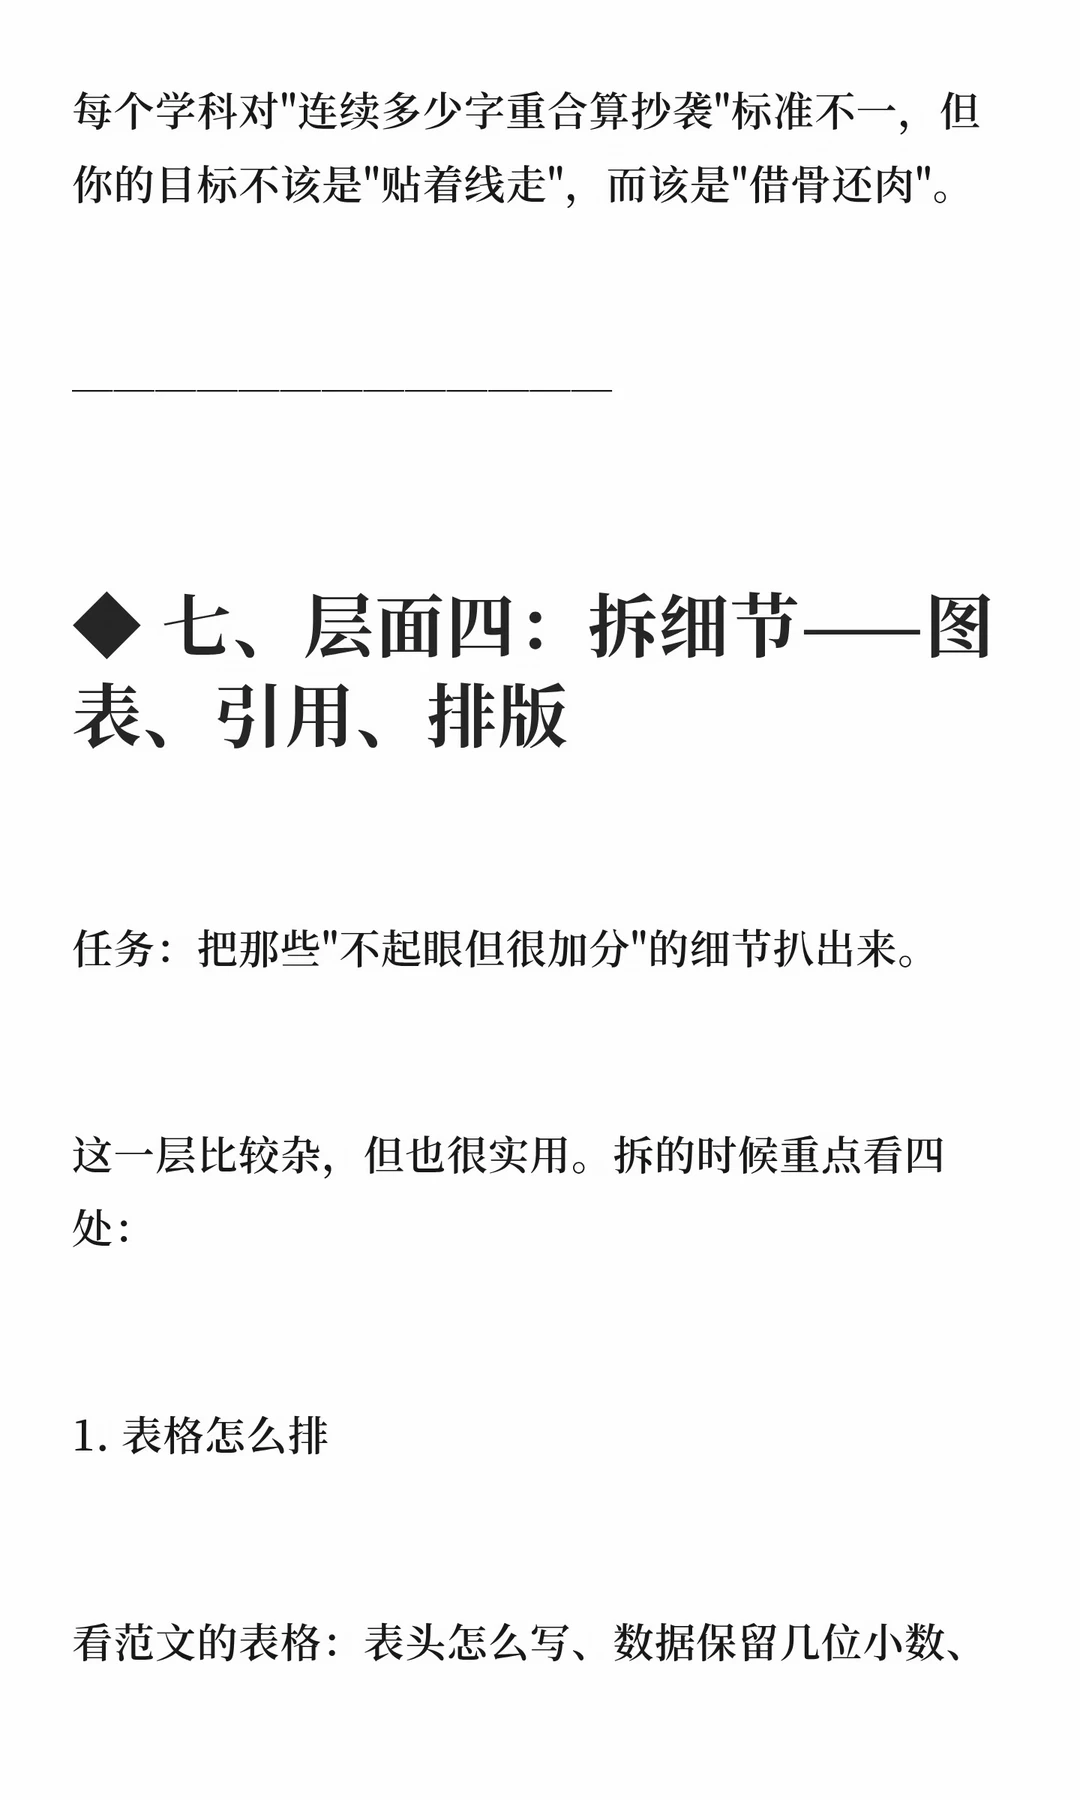 每个学科对"连续多少字重合算抄袭"标准不一，但
你的目标不该是"贴着线走"，而该是"借骨还肉"。
—————————————
◆ 七、层面四：拆细节——图
表、引用、排版
任务：把那些"不起眼但很加分"的细节扒出来。
这一层比较杂，但也很实用。拆的时候重点看四
处：
1. 表格怎么排
看范文的表格：表头怎么写、数据保留几位小数、